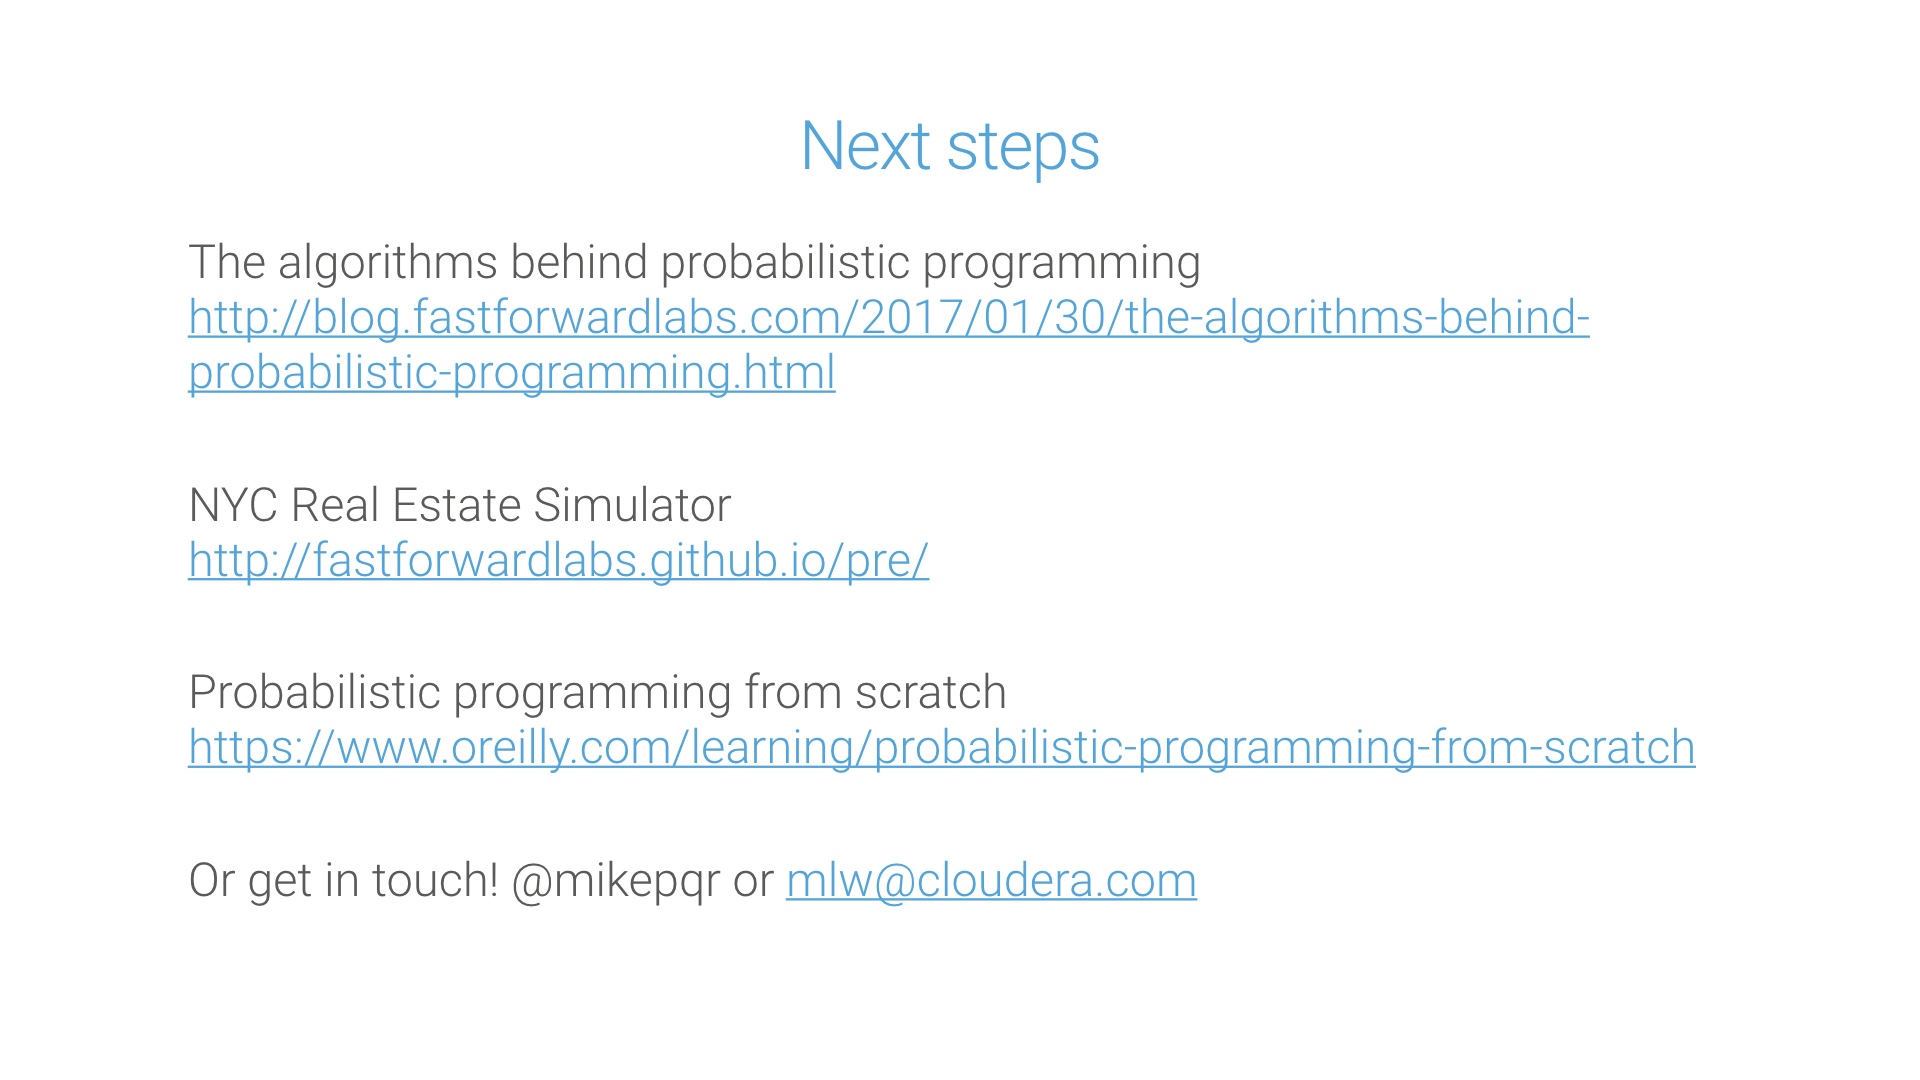 Next steps
The algorithms behind probabilistic programming
http://blog.fastforwardlabs.com/2017/01/30/the-algorithms-behind-
probabilistic-programming.html
NYC Real Estate Simulator
http://fastforwardlabs.github.io/pre/
Probabilistic programming from scratch
https://www.oreilly.com/learning/probabilistic-programming-from-scratch
Or get in touch! @mikepqr or mlw@cloudera.com